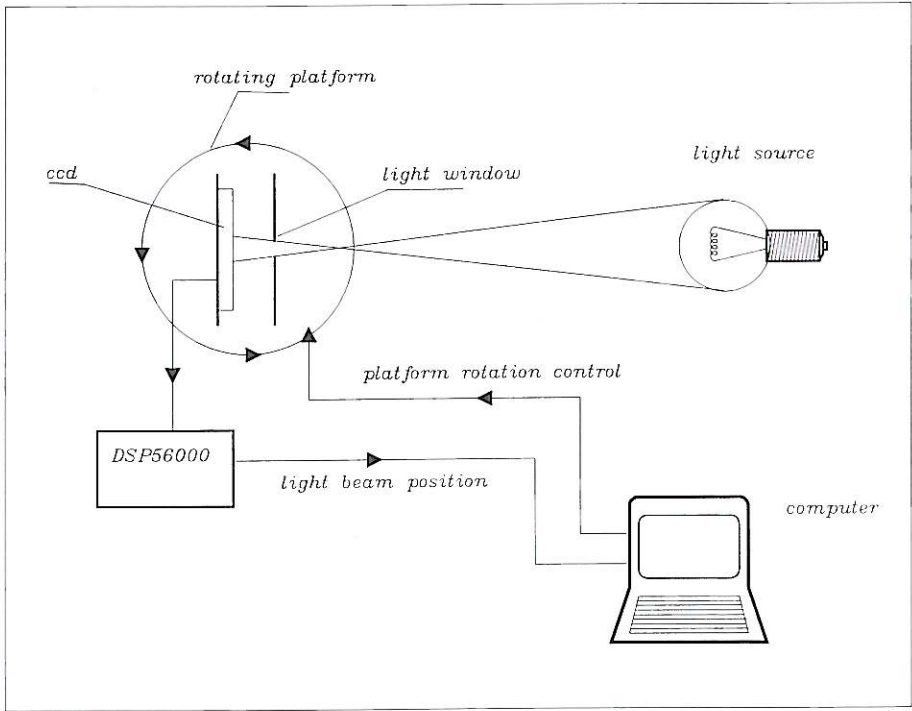 rotating platform
ccd
light window
light source
platform rotation control
DSP56000
light beam position
computer